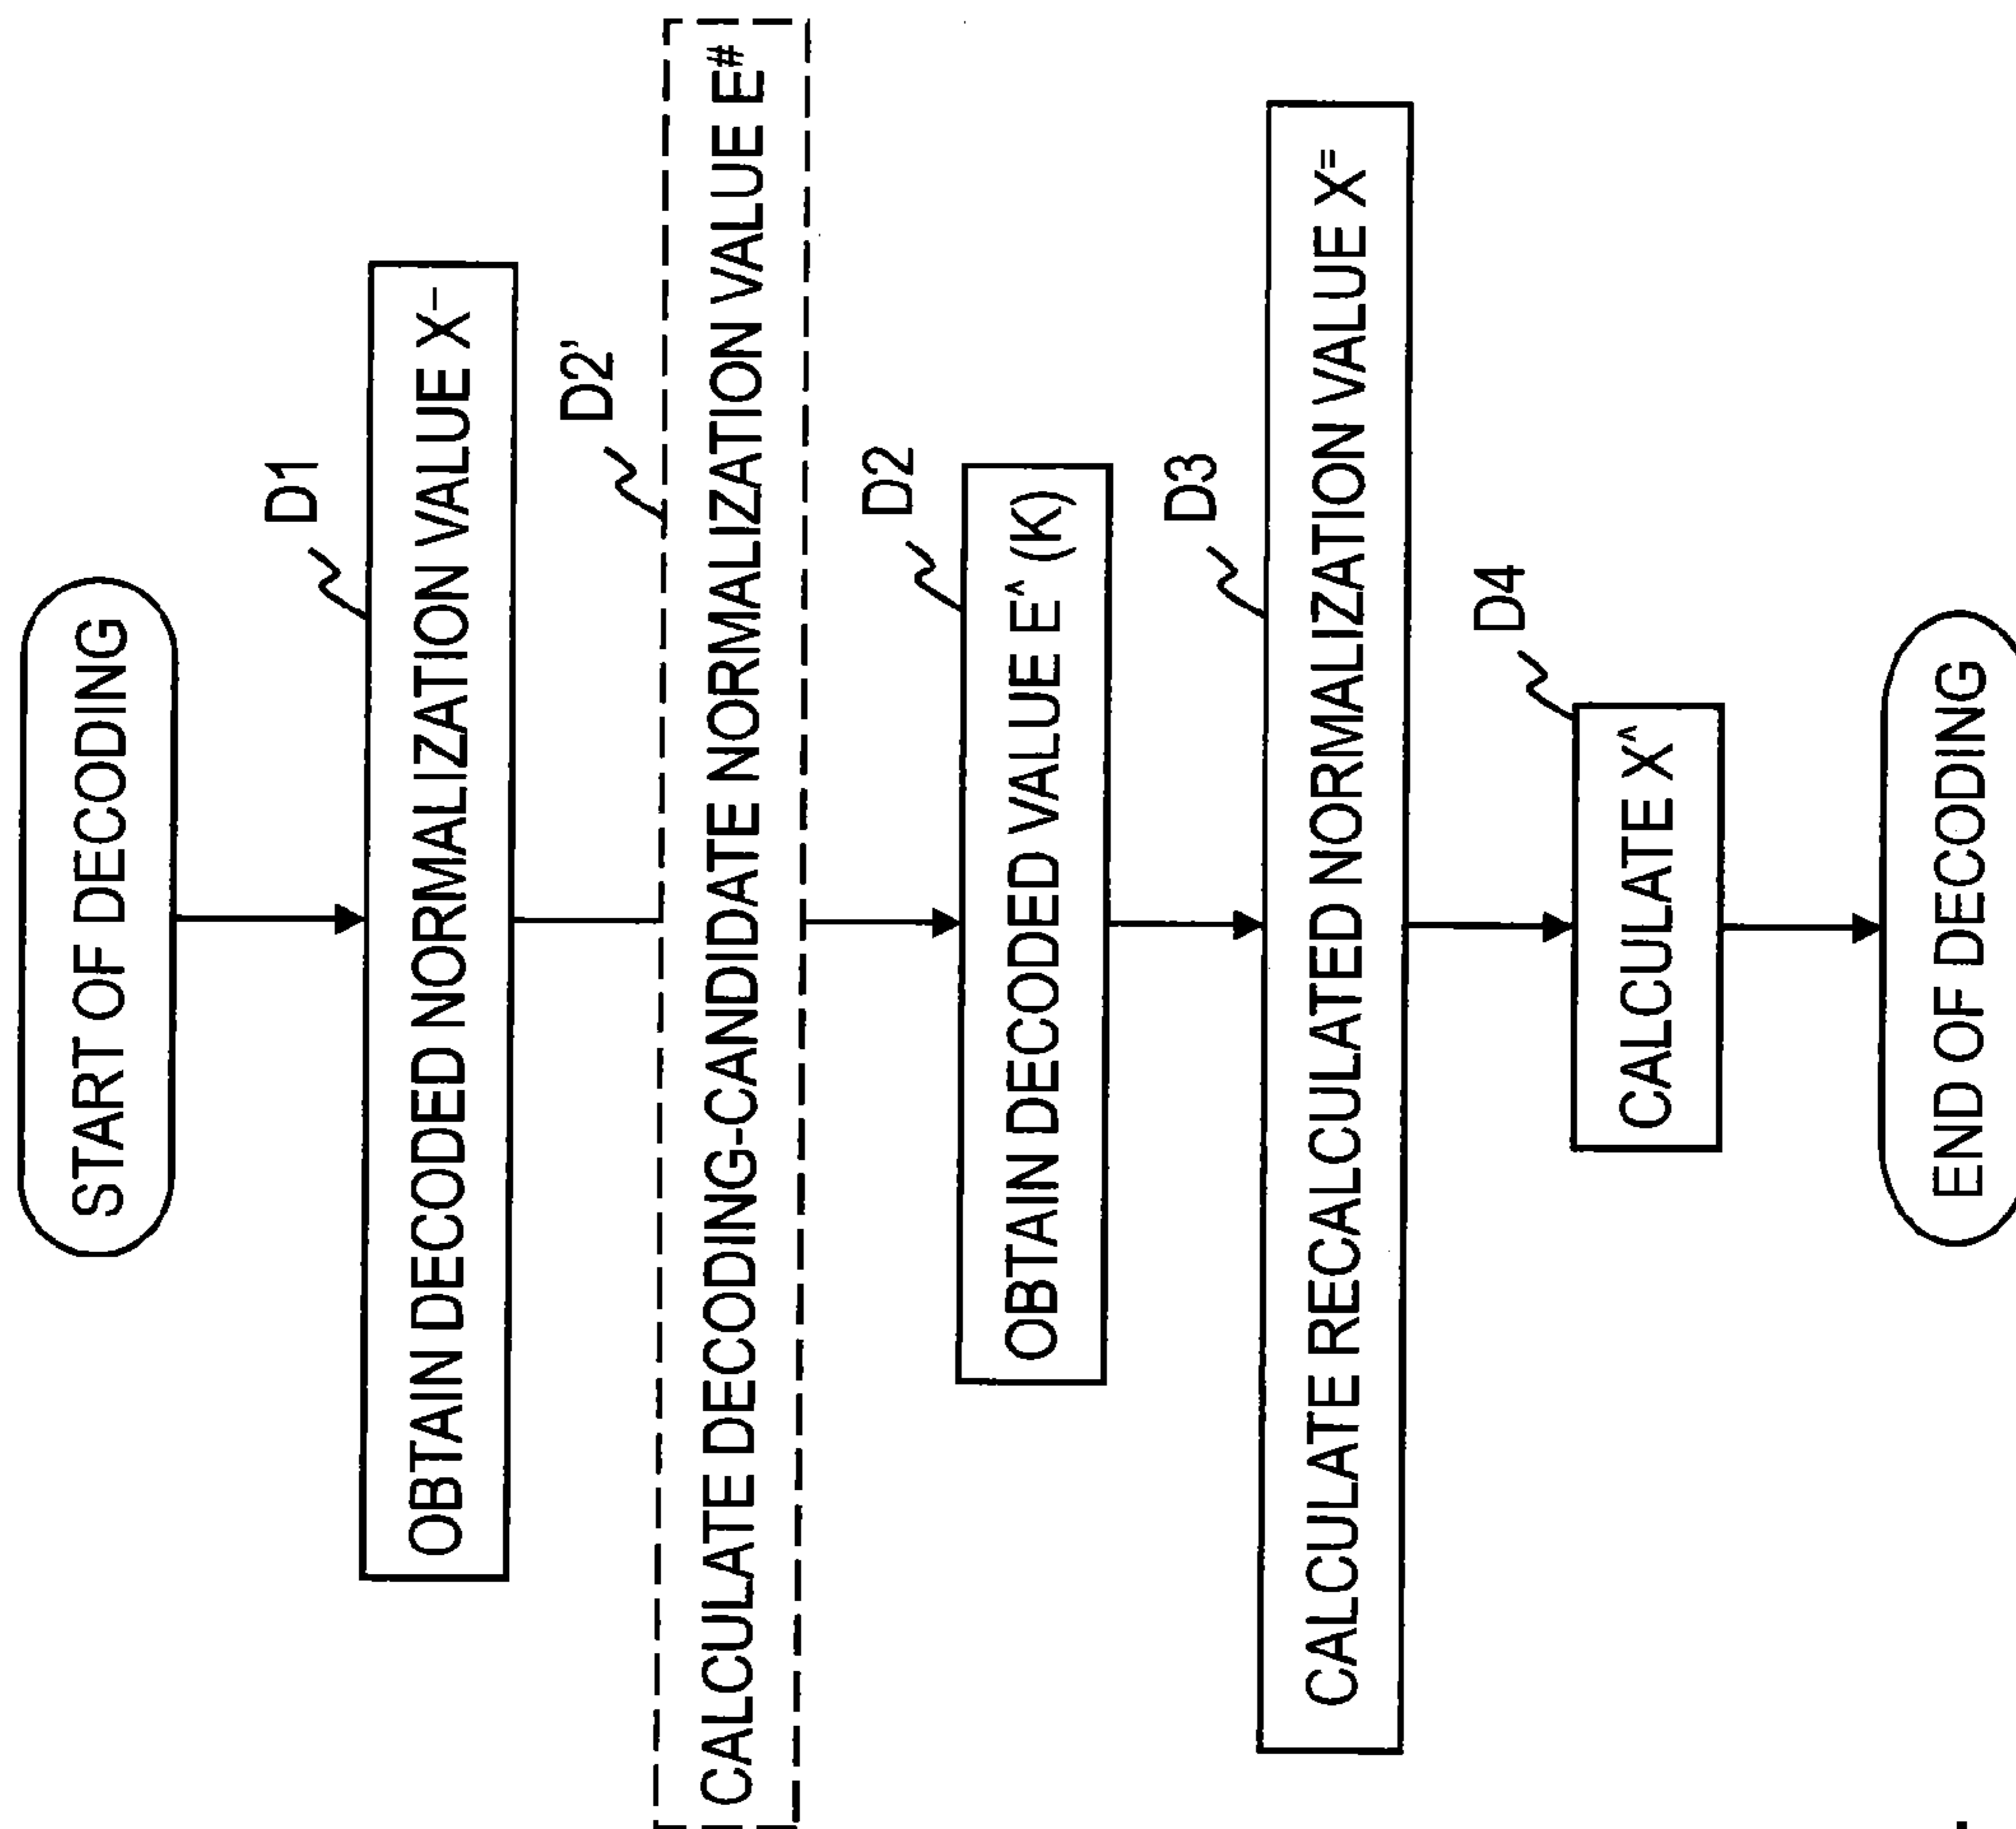 START OF DECODING
D1
OBTAIN DECODED NORMALIZATION VALUE X⁻
D2'
CALCULATE DECODING-CANDIDATE NORMALIZATION VALUE E#
D2
OBTAIN DECODED VALUE E^ (K)
D3
CALCULATE RECALCULATED NORMALIZATION VALUE X⁼
D4
CALCULATE X^
END OF DECODING